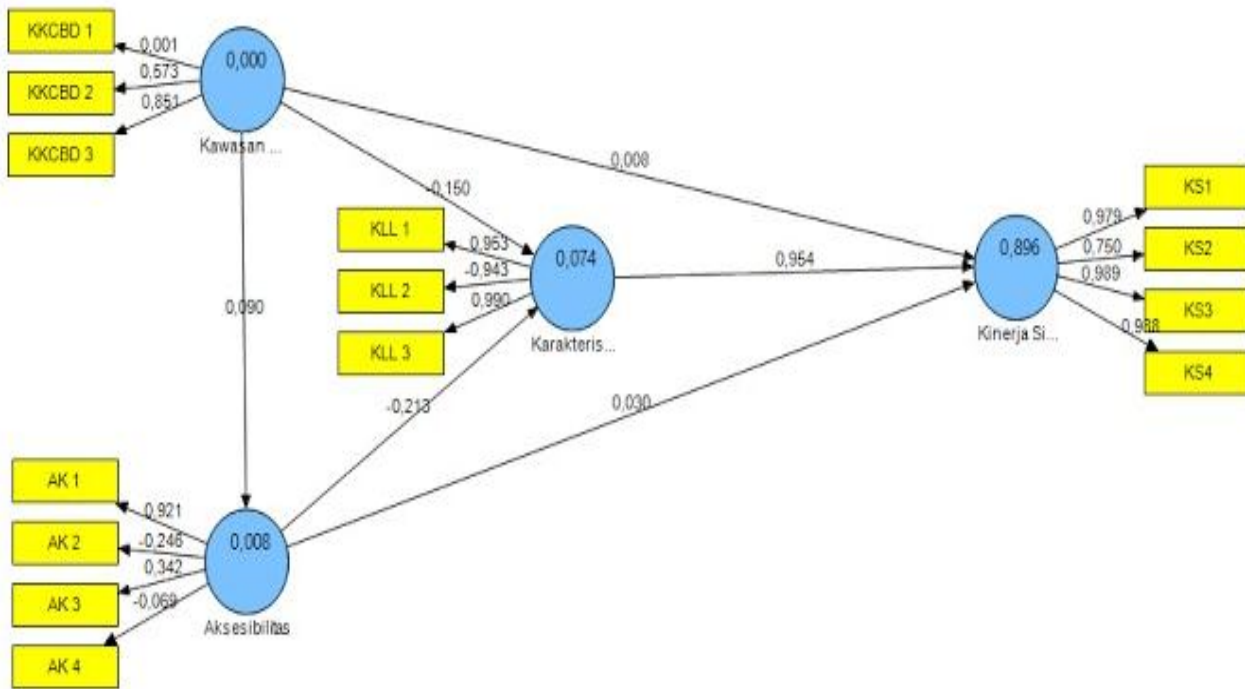 KKCBD 1
0,001
KKCBD 2
0,573
KKCBD 3
0,851
0,000
Kawasan ...
0,008
-0,150
0,090
KLL 1
0,953
KLL 2
-0,943
KLL 3
0,990
0,074
Karakteris...
0,954
0,896
Kinerja Si...
0,979
KS1
0,750
KS2
0,989
KS3
0,988
KS4
-0,213
0,030
AK 1
0,921
AK 2
-0,246
AK 3
0,342
AK 4
-0,069
0,008
Aksesibilitas